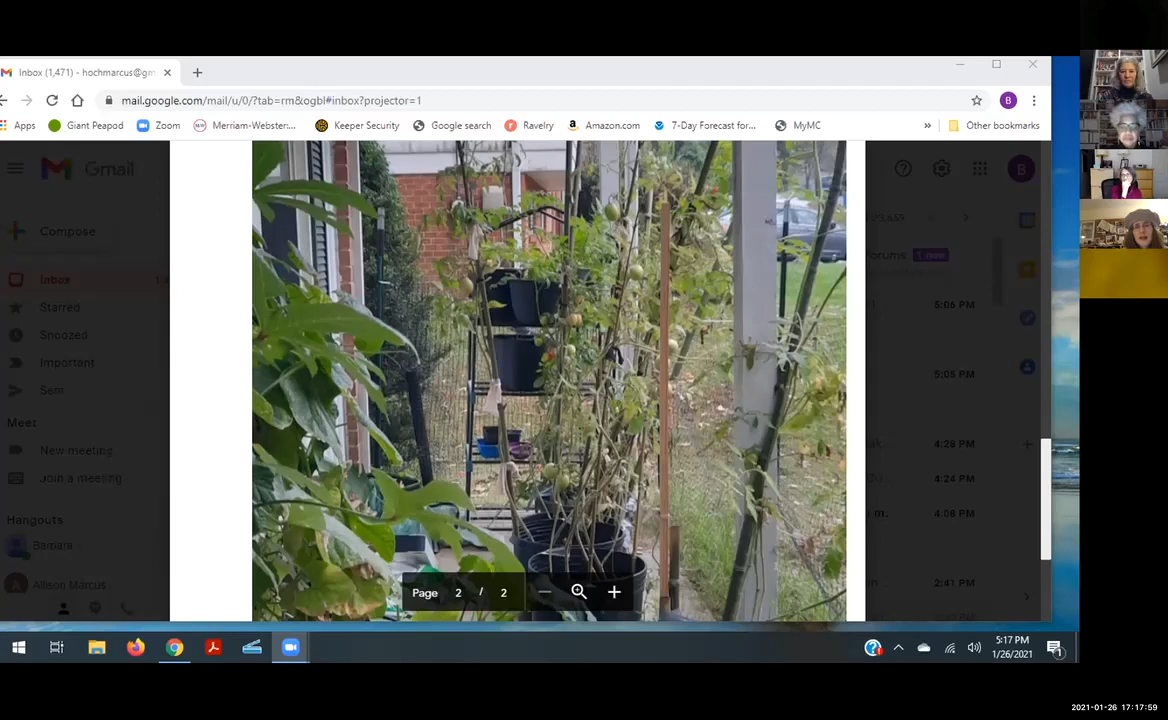 Inbox (1,471) - hochmarcus@gm
mail.google.com/mail/u/0/?tab=rm&ogbl#inbox?projector=1
B
Apps
Giant Peapod
Zoom
Merriam-Webster:...
Keeper Security
Google search
Ravelry
Amazon.com
7-Day Forecast for...
MyMC
»
Other bookmarks
Gmail
B
Compose
Inbox
Starred
Snoozed
Important
Sent
Meet
New meeting
Join a meeting
Hangouts
Barbara
Allison Marcus
1 new
5:06 PM
5:05 PM
4:29 PM
4:24 PM
4:08 PM
2:41 PM
Page 2 / 2
5:17 PM
1/26/2021
2021-01-26 17:17:59